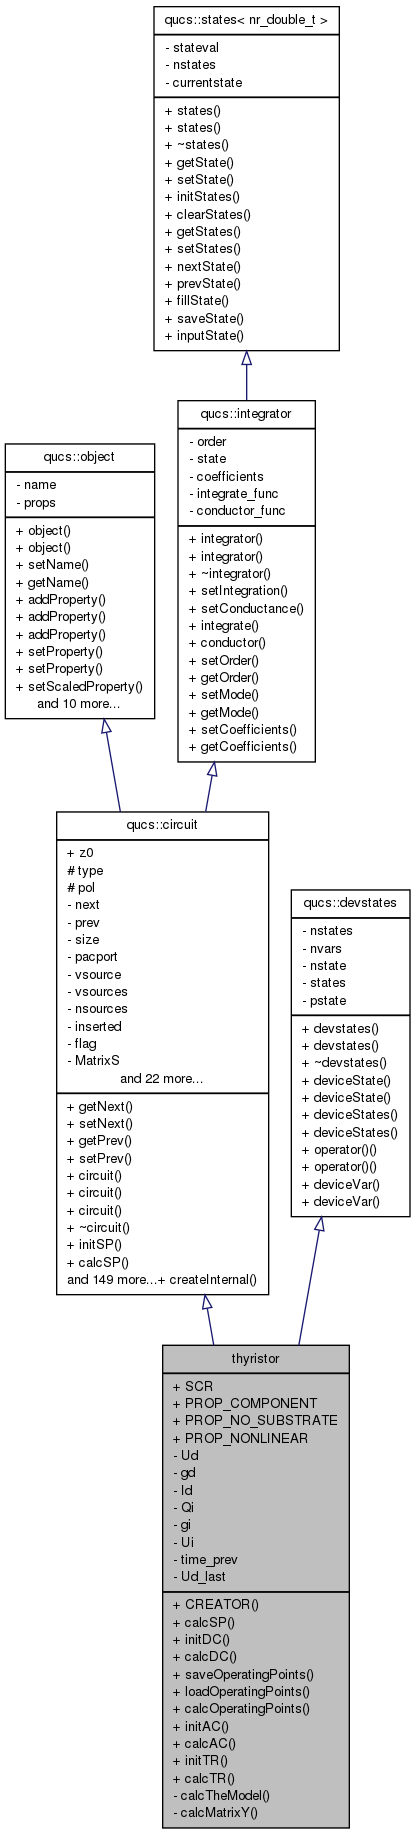 qucs::states< nr_double_t >
- stateval
- nstates
- currentstate
+ states()
+ states()
+ ~states()
+ getState()
+ setState()
+ initStates()
+ clearStates()
+ getStates()
+ setStates()
+ nextState()
+ prevState()
+ fillState()
+ saveState()
+ inputState()
qucs::integrator
- order
- state
- coefficients
- integrate_func
- conductor_func
+ integrator()
+ integrator()
+ ~integrator()
+ setIntegration()
+ setConductance()
+ integrate()
+ conductor()
+ setOrder()
+ getOrder()
+ setMode()
+ getMode()
+ setCoefficients()
+ getCoefficients()
qucs::object
- name
- props
+ object()
+ object()
+ setName()
+ getName()
+ addProperty()
+ addProperty()
+ addProperty()
+ setProperty()
+ setProperty()
+ setScaledProperty()
and 10 more...
qucs::circuit
+ z0
# type
# pol
- next
- prev
- size
- pacport
- vsource
- vsources
- nsources
- inserted
- flag
- MatrixS
and 22 more...
+ getNext()
+ setNext()
+ getPrev()
+ setPrev()
+ circuit()
+ circuit()
+ circuit()
+ ~circuit()
+ initSP()
+ calcSP()
and 149 more...+ createInternal()
qucs::devstates
- nstates
- nvars
- nstate
- states
- pstate
+ devstates()
+ devstates()
+ ~devstates()
+ deviceState()
+ deviceState()
+ deviceStates()
+ deviceStates()
+ operator()()
+ operator()()
+ deviceVar()
+ deviceVar()
thyristor
+ SCR
+ PROP_COMPONENT
+ PROP_NO_SUBSTRATE
+ PROP_NONLINEAR
- Ud
- gd
- Id
- Qi
- gi
- Ui
- time_prev
- Ud_last
+ CREATOR()
+ calcSP()
+ initDC()
+ calcDC()
+ saveOperatingPoints()
+ loadOperatingPoints()
+ calcOperatingPoints()
+ initAC()
+ calcAC()
+ initTR()
+ calcTR()
- calcTheModel()
- calcMatrixY()